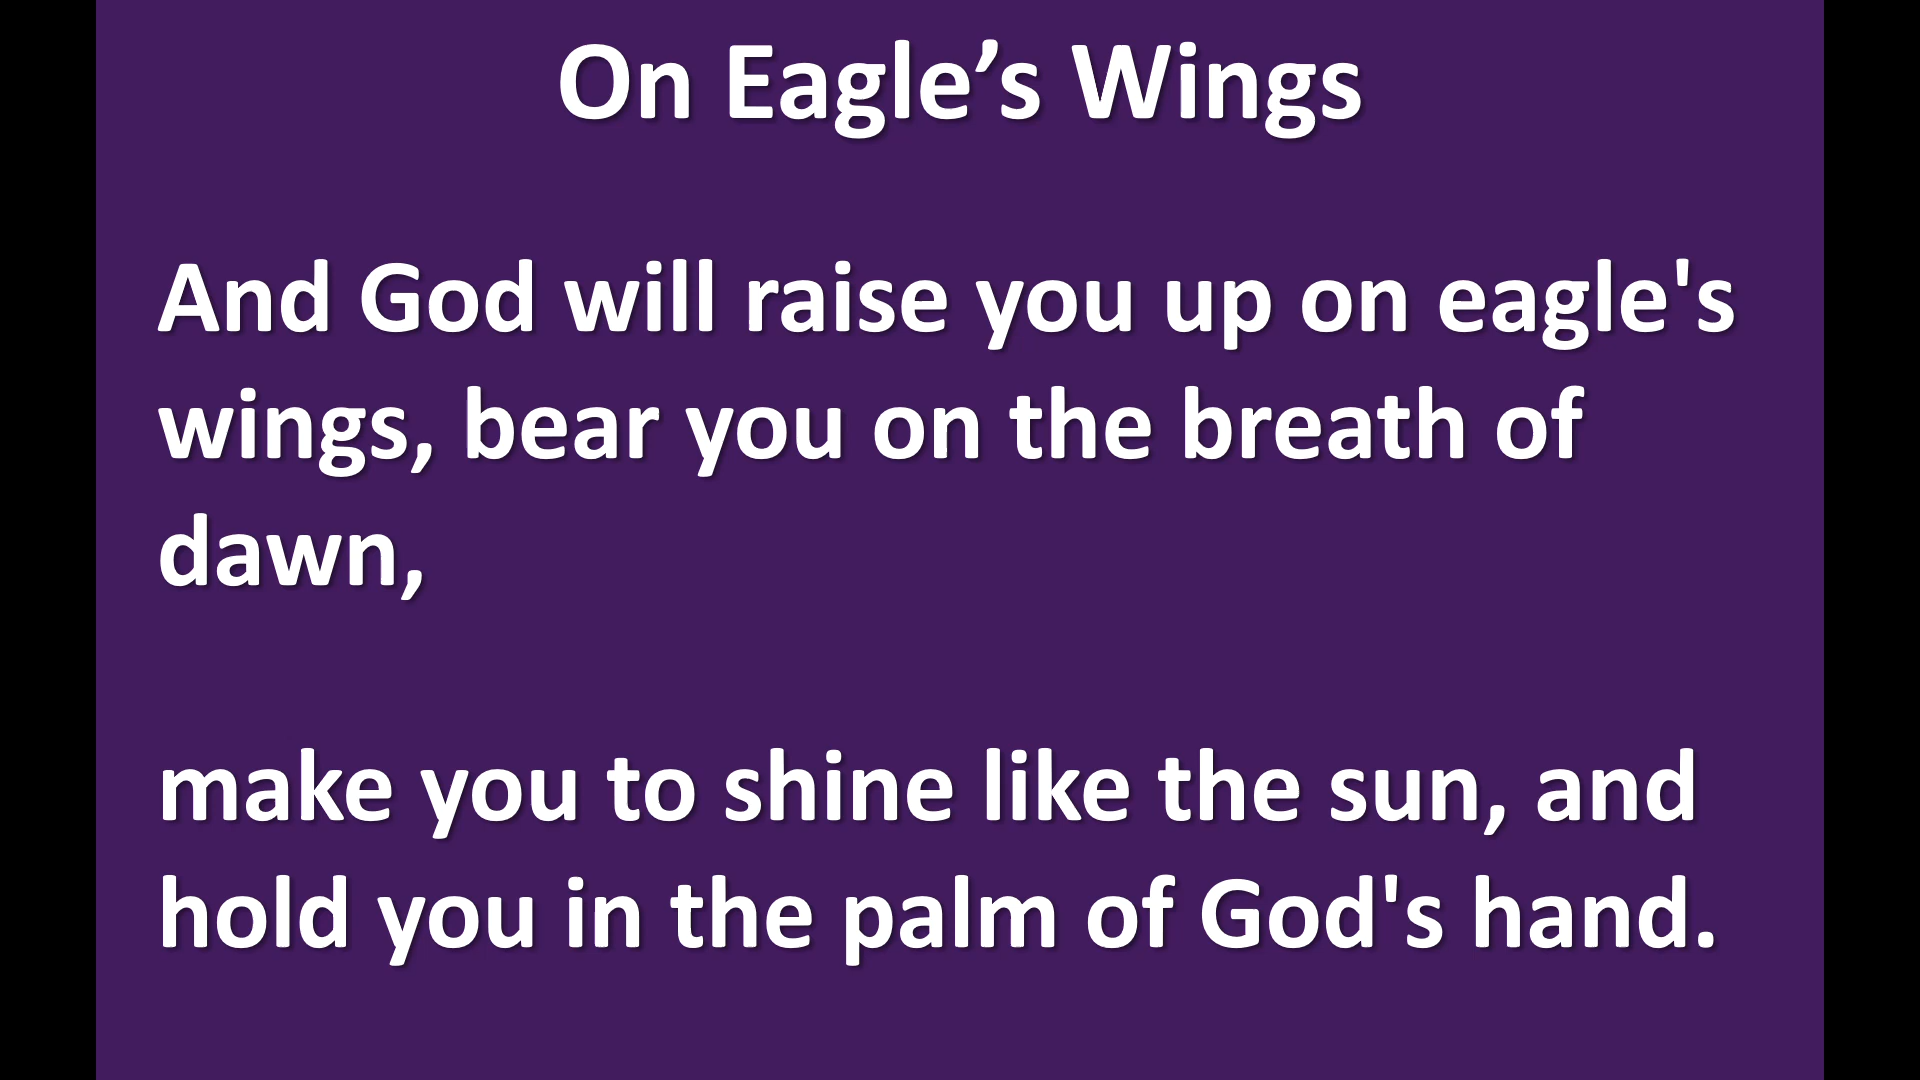 On Eagle’s Wings
And God will raise you up on eagle's
wings, bear you on the breath of
dawn,
make you to shine like the sun, and
hold you in the palm of God's hand.